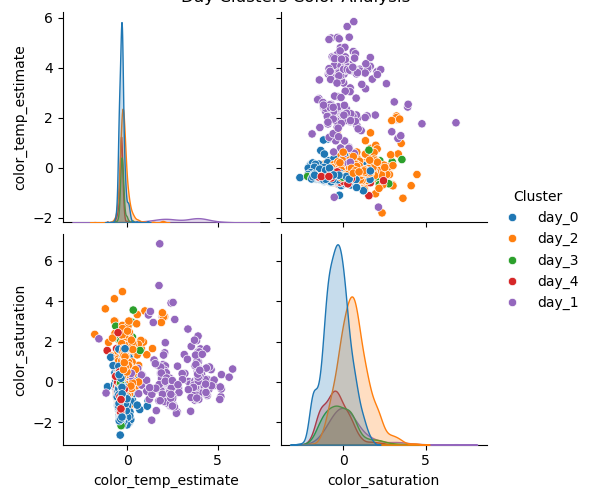 Day Clusters Color Analysis
6
4
2
0
−2
color_temp_estimate
6
4
2
0
−2
color_saturation
0
5
color_temp_estimate
0
5
color_saturation
Cluster
day_0
day_2
day_3
day_4
day_1